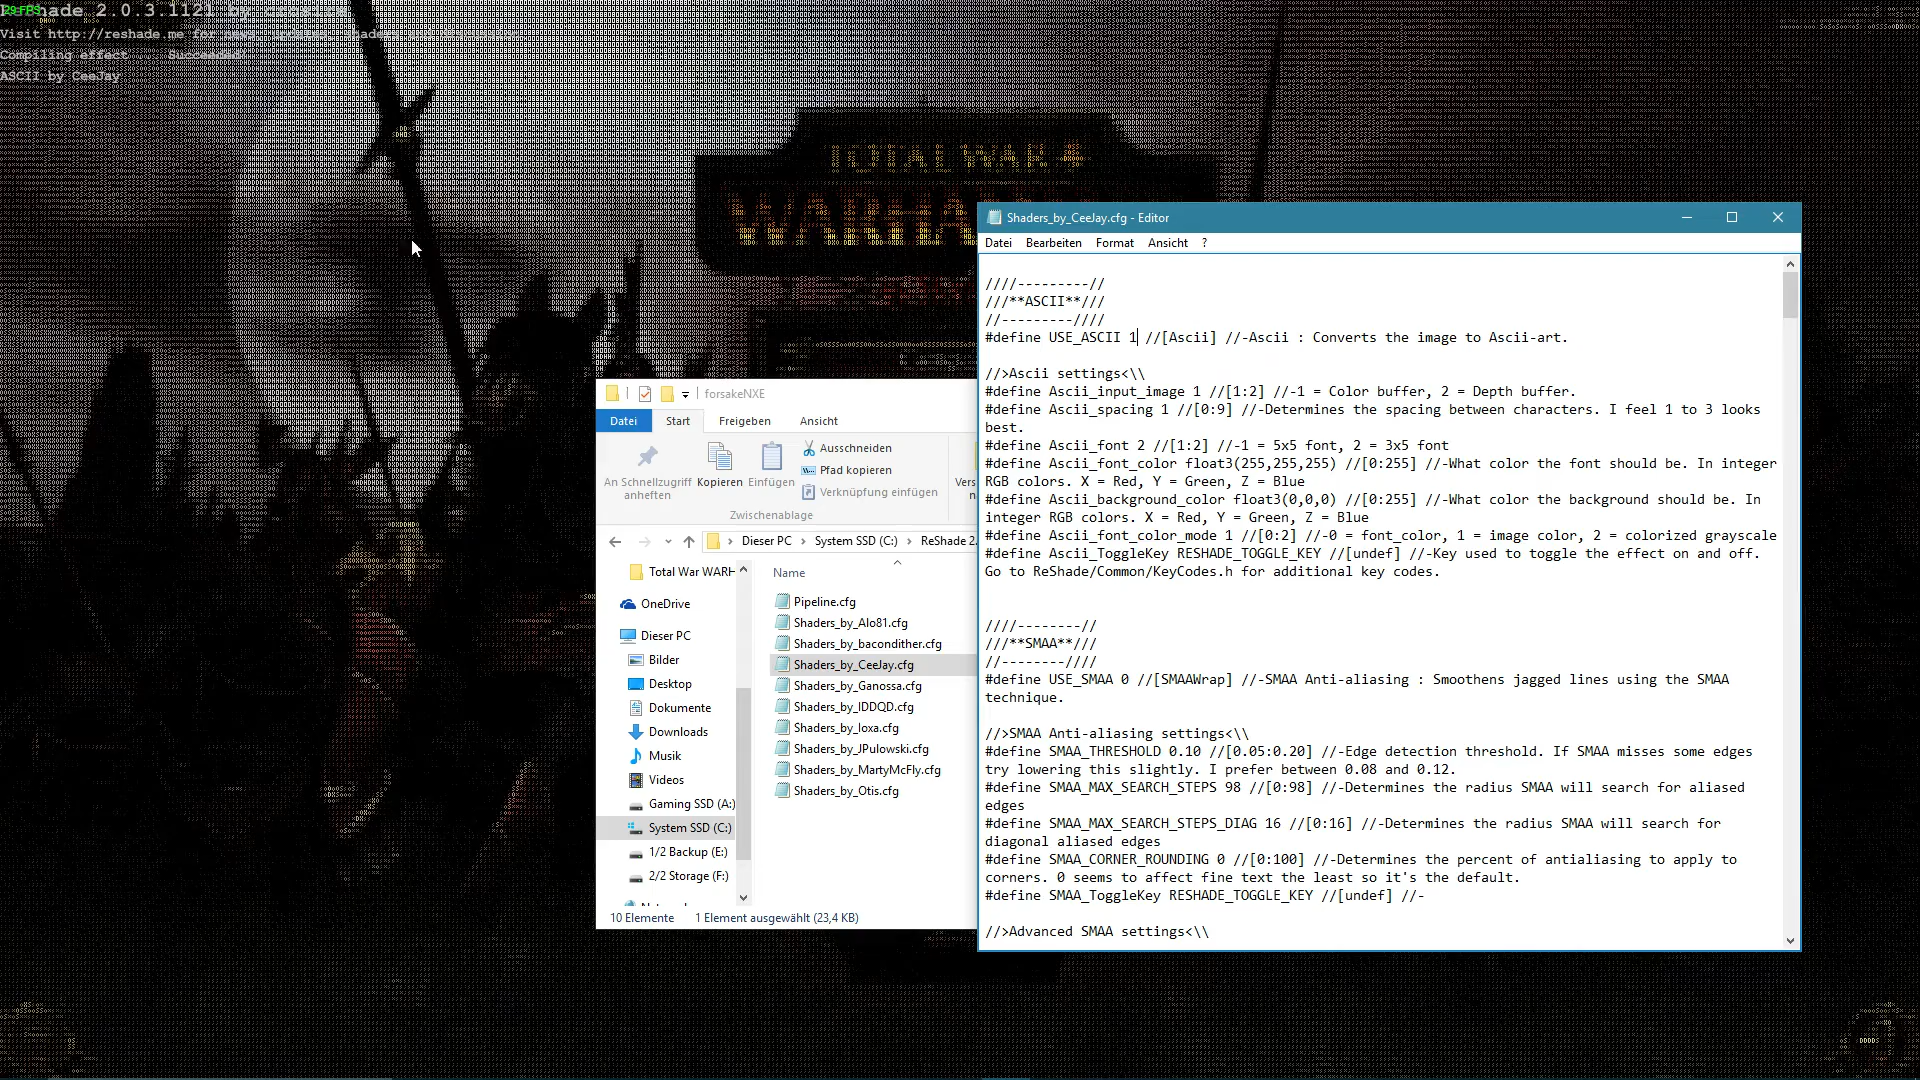 29 FPS
2.0.3.1121 by
Visit http://reshade.me for news, updates, shaders
Compiling effect ... Succeeded!
ASCII by CeeJay
TOTAL WAR
Shaders_by_CeeJay.cfg - Editor
Datei Bearbeiten Format Ansicht ?
////---------//
///**ASCII**///
//---------////
#define USE_ASCII 1 //[Ascii] //-Ascii : Converts the image to Ascii-art.
//>Ascii settings<\\
#define Ascii_input_image 1 //[1:2] //-1 = Color buffer, 2 = Depth buffer.
#define Ascii_spacing 1 //[0:9] //-Determines the spacing between characters. I feel 1 to 3 looks
best.
#define Ascii_font 2 //[1:2] //-1 = 5x5 font, 2 = 3x5 font
#define Ascii_font_color float3(255,255,255) //[0:255] //-What color the font should be. In integer
RGB colors. X = Red, Y = Green, Z = Blue
#define Ascii_background_color float3(0,0,0) //[0:255] //-What color the background should be. In
integer RGB colors. X = Red, Y = Green, Z = Blue
#define Ascii_font_color_mode 1 //[0:2] //-0 = font_color, 1 = image color, 2 = colorized grayscale
#define Ascii_ToggleKey RESHADE_TOGGLE_KEY //[undef] //-Key used to toggle the effect on and off.
Go to ReShade/Common/KeyCodes.h for additional key codes.
////--------//
///**SMAA**///
//--------////
#define USE_SMAA 0 //[SMAAWrap] //-SMAA Anti-aliasing : Smoothens jagged lines using the SMAA
technique.
//>SMAA Anti-aliasing settings<\\
#define SMAA_THRESHOLD 0.10 //[0.05:0.20] //-Edge detection threshold. If SMAA misses some edges
try lowering this slightly. I prefer between 0.08 and 0.12.
#define SMAA_MAX_SEARCH_STEPS 98 //[0:98] //-Determines the radius SMAA will search for aliased
edges
#define SMAA_MAX_SEARCH_STEPS_DIAG 16 //[0:16] //-Determines the radius SMAA will search for
diagonal aliased edges
#define SMAA_CORNER_ROUNDING 0 //[0:100] //-Determines the percent of antialiasing to apply to
corners. 0 seems to affect fine text the least so it's the default.
#define SMAA_ToggleKey RESHADE_TOGGLE_KEY //[undef] //-
//>Advanced SMAA settings<\\
forsakeNXE
Datei Start Freigeben Ansicht
An Schnellzugriff
anheften
Kopieren
Einfügen
Ausschneiden
Pfad kopieren
Verknüpfung einfügen
Zwischenablage
Dieser PC > System SSD (C:) > ReShade 2.
Total War WARH
OneDrive
Dieser PC
Bilder
Desktop
Dokumente
Downloads
Musik
Videos
Gaming SSD (A:)
System SSD (C:)
1/2 Backup (E:)
2/2 Storage (F:)
Name
Pipeline.cfg
Shaders_by_Alo81.cfg
Shaders_by_bacondither.cfg
Shaders_by_CeeJay.cfg
Shaders_by_Ganossa.cfg
Shaders_by_IDDQD.cfg
Shaders_by_Ioxa.cfg
Shaders_by_JPulowski.cfg
Shaders_by_MartyMcFly.cfg
Shaders_by_Otis.cfg
10 Elemente 1 Element ausgewählt (23,4 KB)